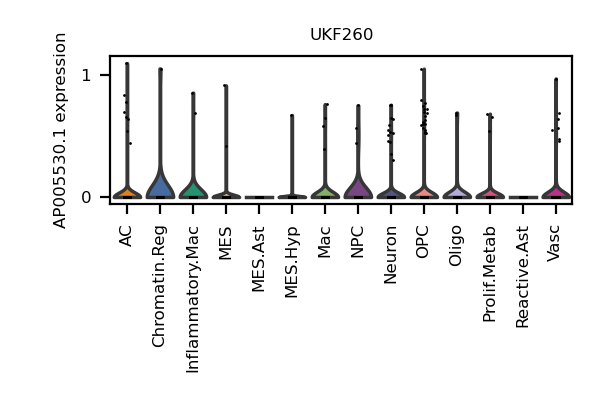 UKF260
AP005530.1 expression
1
0
AC
Chromatin.Reg
Inflammatory.Mac
MES
MES.Ast
MES.Hyp
Mac
NPC
Neuron
OPC
Oligo
Prolif.Metab
Reactive.Ast
Vasc